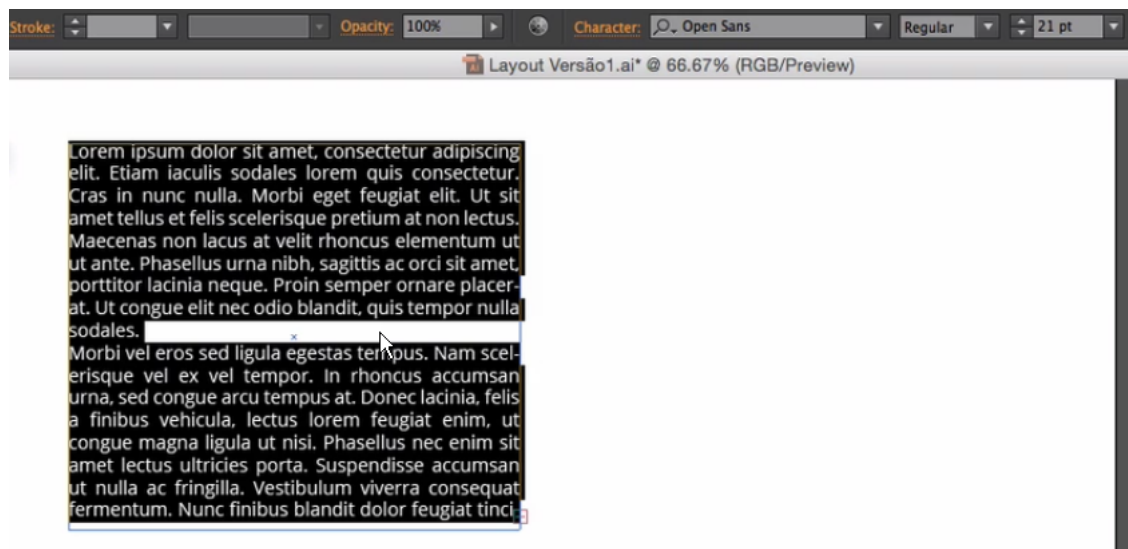 Stroke: Opacity: 100% Character: Open Sans Regular 21 pt
Layout Versão1.ai* @ 66.67% (RGB/Preview)
Lorem ipsum dolor sit amet, consectetur adipiscing
elit. Etiam iaculis sodales lorem quis consectetur.
Cras in nunc nulla. Morbi eget feugiat elit. Ut sit
amet tellus et felis scelerisque pretium at non lectus.
Maecenas non lacus at velit rhoncus elementum ut
ut ante. Phasellus urna nibh, sagittis ac orci sit amet,
porttitor lacinia neque. Proin semper ornare placer-
at. Ut congue elit nec odio blandit, quis tempor nulla
sodales.
Morbi vel eros sed ligula egestas tempus. Nam scel-
erisque vel ex vel tempor. In rhoncus accumsan
urna, sed congue arcu tempus at. Donec lacinia, felis
a finibus vehicula, lectus lorem feugiat enim, ut
congue magna ligula ut nisi. Phasellus nec enim sit
amet lectus ultricies porta. Suspendisse accumsan
ut nulla ac fringilla. Vestibulum viverra consequat
fermentum. Nunc finibus blandit dolor feugiat tinci